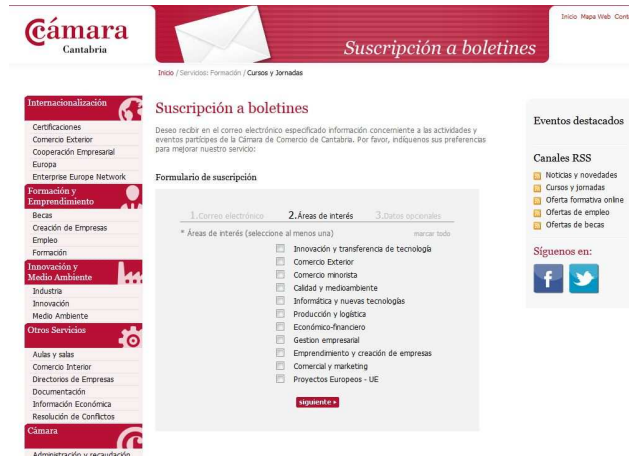 Cámara
Cantabria
Inicio Mapa Web
Suscripción a boletines
Inicio / Servicios: Formación / Cursos y Jornadas
Internacionalización
Certificaciones
Comercio Exterior
Cooperación Empresarial
Europa
Enterprise Europe Network
Formación y
Emprendimiento
Becas
Creación de Empresas
Empleo
Formación
Innovación y
Medio Ambiente
Industria
Innovación
Medio Ambiente
Otros Servicios
Aulas y salas
Comercio Interior
Directorios de Empresas
Documentación
Información Económica
Resolución de Conflictos
Cámara
Administración y recaudación
Suscripción a boletines
Deseo recibir en el correo electrónico especificado información concerniente a las actividades y
eventos partícipes de la Cámara de Comercio de Cantabria. Por favor, indíquenos sus preferencias
para mejorar nuestro servicio:
Formulario de suscripción
1.Correo electrónico 2.Áreas de interés 3.Datos opcionales
* Áreas de interés (seleccione al menos una) marcar todo
Innovación y transferencia de tecnología
Comercio Exterior
Comercio minorista
Calidad y medioambiente
Informática y nuevas tecnologías
Producción y logística
Económico-financiero
Gestion empresarial
Emprendimiento y creación de empresas
Comercial y marketing
Proyectos Europeos - UE
siguiente
Eventos destacados
Canales RSS
Noticias y novedades
Cursos y jornadas
Oferta formativa online
Ofertas de empleo
Ofertas de becas
Síguenos en: